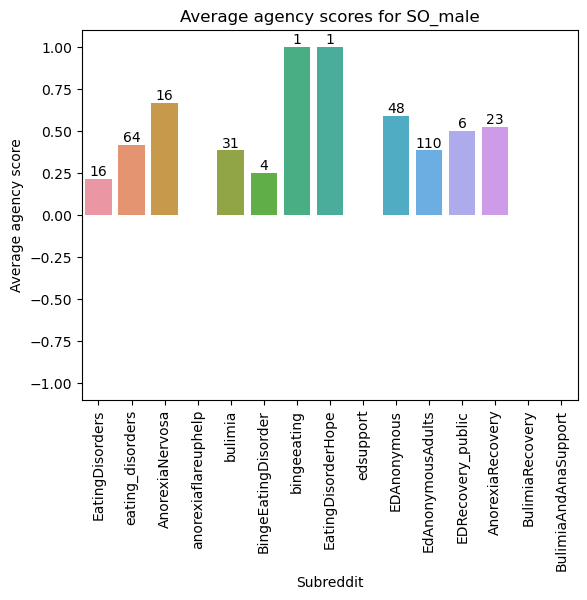 Average agency scores for SO_male
Average agency score
1.00
0.75
0.50
0.25
0.00
−0.25
−0.50
−0.75
−1.00
16
64
16
31
4
1
1
48
110
6
23
EatingDisorders
eating_disorders
AnorexiaNervosa
anorexiaflareuphelp
bulimia
BingeEatingDisorder
bingeeating
EatingDisorderHope
edsupport
EDAnonymous
EdAnonymousAdults
EDRecovery_public
AnorexiaRecovery
BulimiaRecovery
BulimiaAndAnaSupport
Subreddit